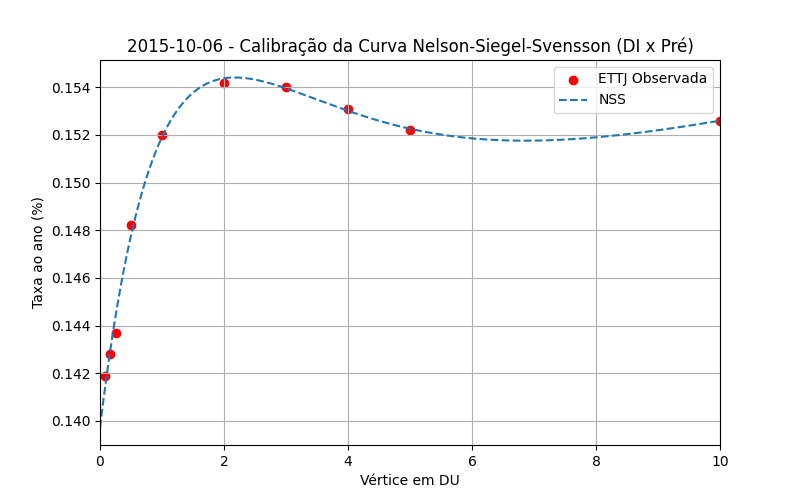 2015-10-06 - Calibração da Curva Nelson-Siegel-Svensson (DI x Pré)
ETTJ Observada
NSS
Taxa ao ano (%)
0.154
0.152
0.150
0.148
0.146
0.144
0.142
0.140
0 2 4 6 8 10
Vértice em DU